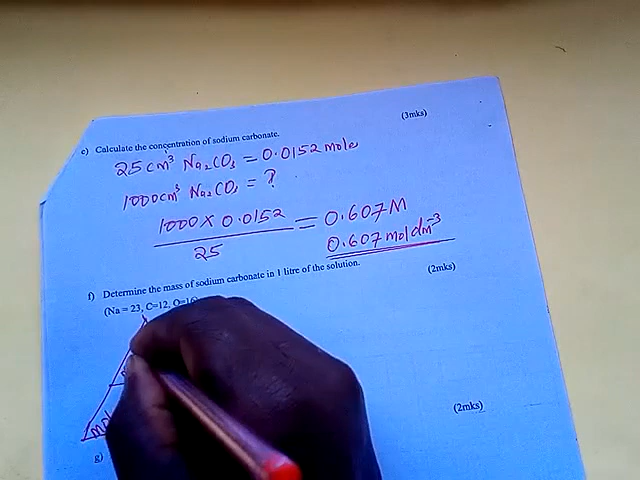 (3mks)
c) Calculate the concentration of sodium carbonate.
25cm³ Na₂CO₃ = 0.0152 mole
1000cm³ Na₂CO₃ = ?
1000 x 0.0152 = 0.607M
25
0.607 moldm⁻³
f) Determine the mass of sodium carbonate in 1 litre of the solution.
(2mks)
(Na = 23, C=12, O=16)
(2mks)
g)